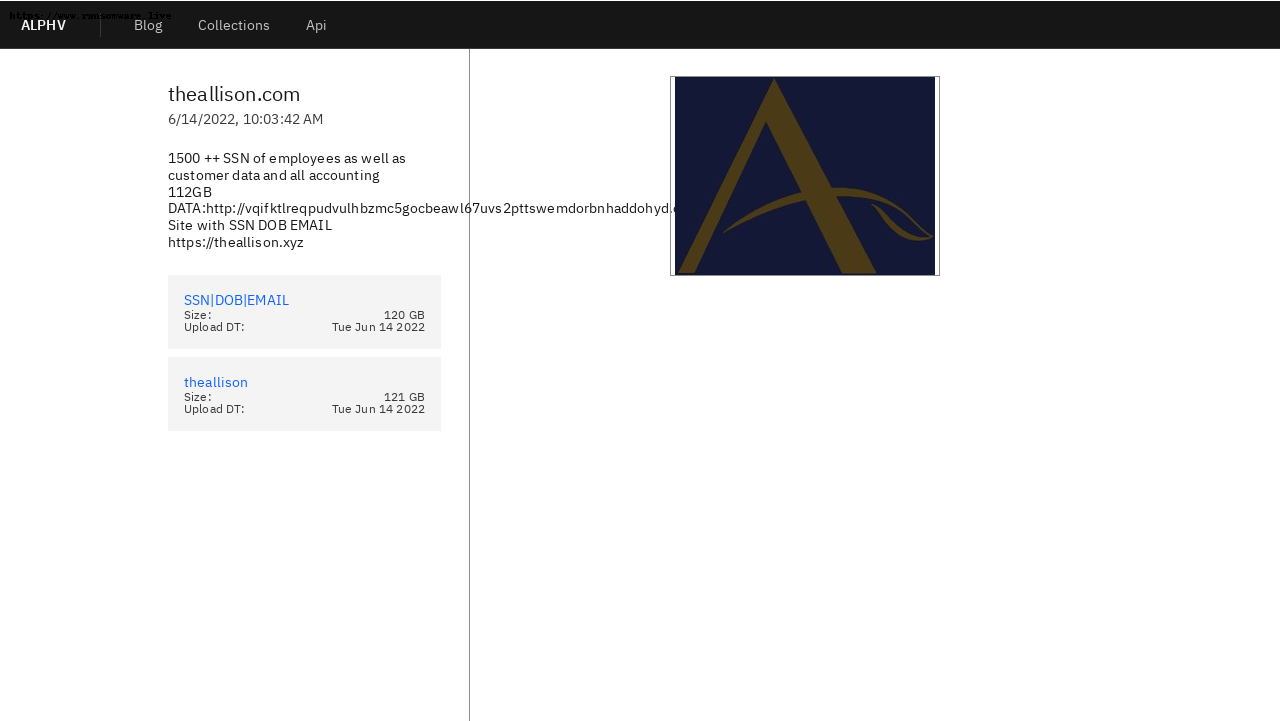 https://www.ransomware.live
ALPHV
Blog
Collections
Api
theallison.com
6/14/2022, 10:03:42 AM
1500 ++ SSN of employees as well as
customer data and all accounting
112GB
DATA:http://vqifktlreqpudvulhbzmc5gocbeawl67uvs2pttswemdorbnhaddohyd.
Site with SSN DOB EMAIL
https://theallison.xyz
SSN|DOB|EMAIL
Size: 120 GB
Upload DT: Tue Jun 14 2022
theallison
Size: 121 GB
Upload DT: Tue Jun 14 2022